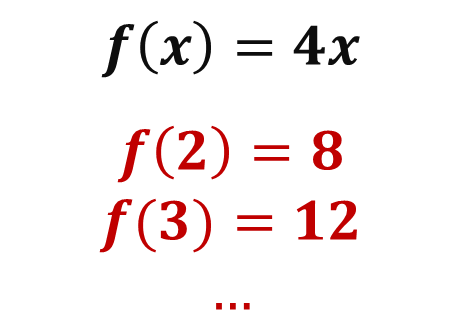 f(x) = 4x
f(2) = 8
f(3) = 12
...